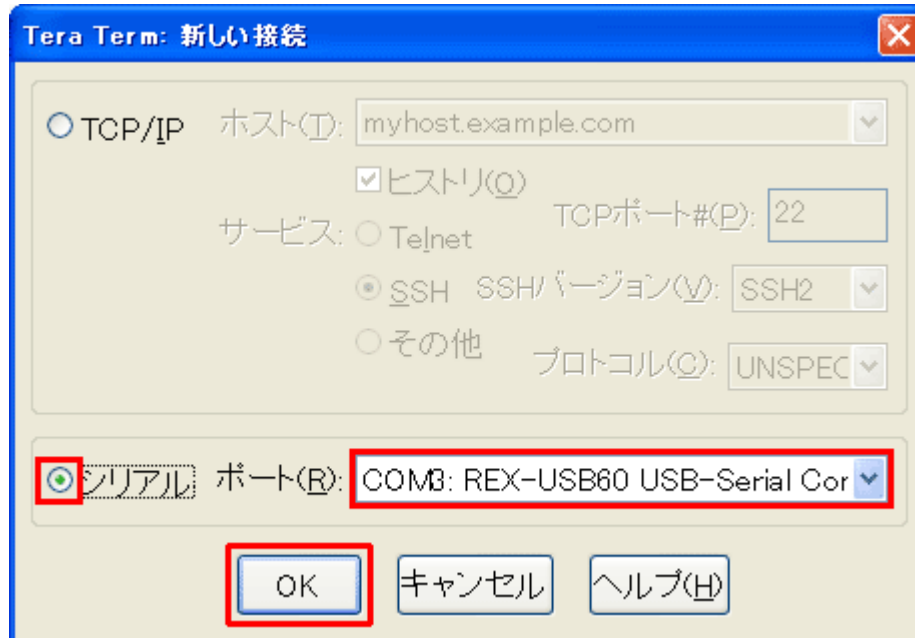 Tera Term: 新しい接続
TCP/IP ホスト(T): myhost.example.com
ヒストリ(O)
サービス: Telnet TCPポート#(P): 22
SSH SSHバージョン(V): SSH2
その他 プロトコル(C): UNSPEC
シリアル ポート(R): COM3: REX-USB60 USB-Serial Cor
OK キャンセル ヘルプ(H)